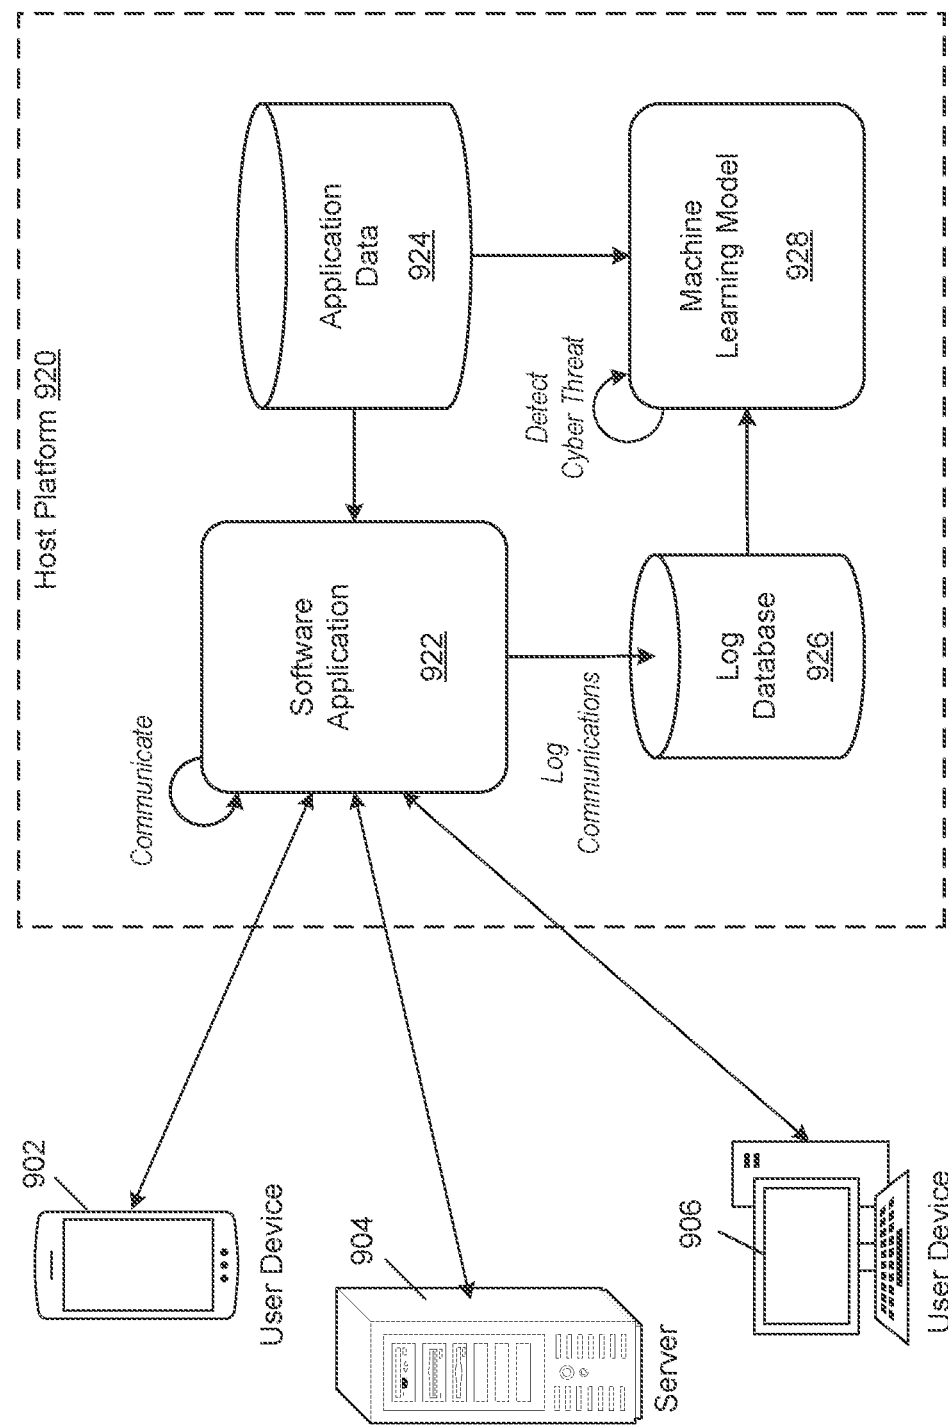 Host Platform 920
902
User Device
904
Server
906
User Device
Communicate
Software
Application
922
Application
Data
924
Log
Communications
Log
Database
926
Detect
Cyber Threat
Machine
Learning Model
928